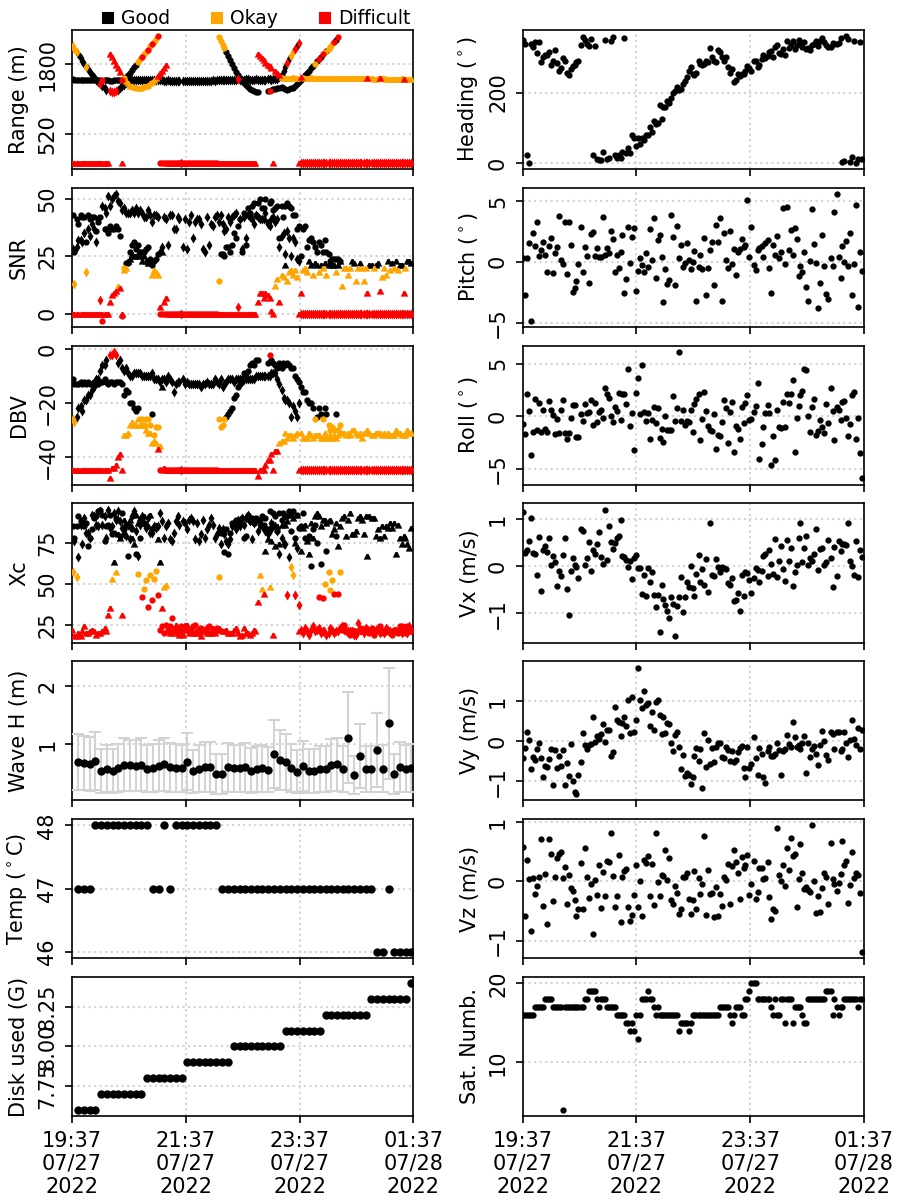 Good Okay Difficult
Range (m)
1800
520
Heading (°)
200
0
SNR
50
25
0
Pitch (°)
5
0
−5
DBV
0
−20
−40
Roll (°)
5
0
−5
Xc
75
50
25
Vx (m/s)
1
0
−1
Wave H (m)
2
1
Vy (m/s)
1
0
−1
Temp (°C)
48
47
46
Vz (m/s)
1
0
−1
Disk used (G)
8.25
8.00
7.75
Sat. Numb.
20
10
19:37 21:37 23:37 01:37
07/27 07/27 07/27 07/28
2022 2022 2022 2022
19:37 21:37 23:37 01:37
07/27 07/27 07/27 07/28
2022 2022 2022 2022